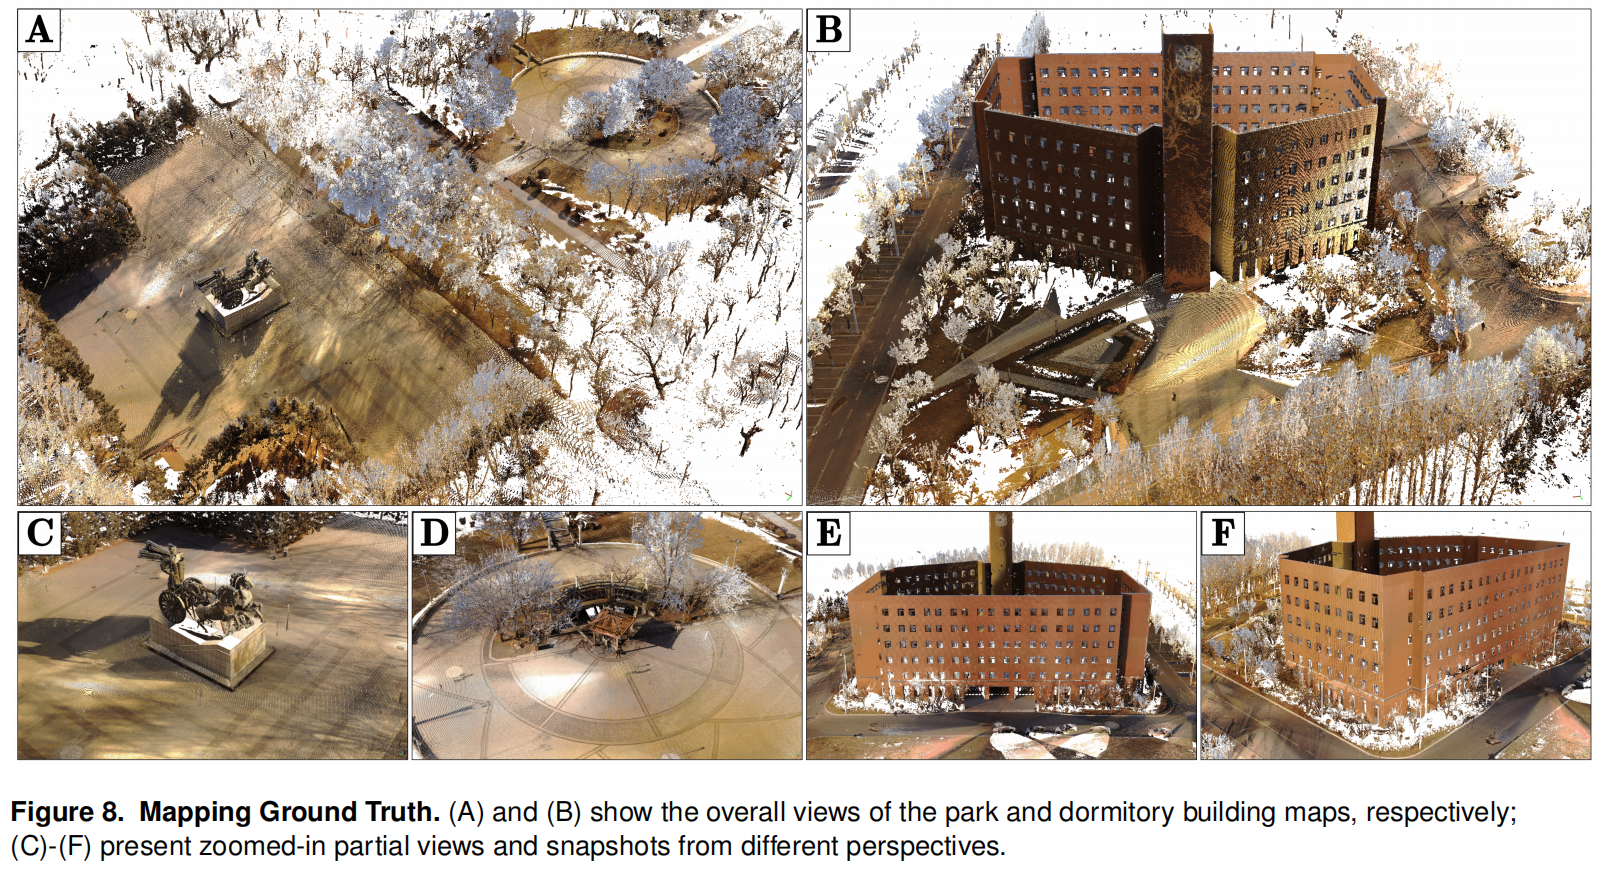 A
B
C
D
E
F
Figure 8. Mapping Ground Truth. (A) and (B) show the overall views of the park and dormitory building maps, respectively;
(C)-(F) present zoomed-in partial views and snapshots from different perspectives.